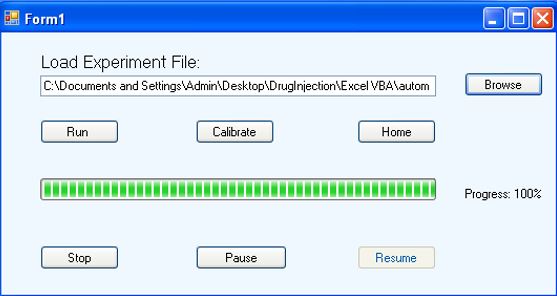 Form1
Load Experiment File:
C:\Documents and Settings\Admin\Desktop\DrugInjection\Excel VBA\autom
Browse
Run Calibrate Home
Progress: 100%
Stop Pause Resume